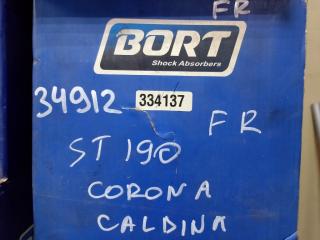 FR
BORT
Shock Absorbers
34912 334137
FR
ST 190
CORONA
CALDINA